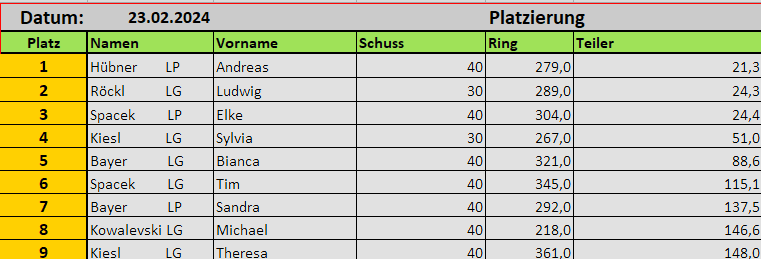 Datum: 23.02.2024 Platzierung
Platz Namen Vorname Schuss Ring Teiler
1 Hübner LP Andreas 40 279,0 21,3
2 Röckl LG Ludwig 30 289,0 24,3
3 Spacek LP Elke 40 304,0 24,4
4 Kiesl LG Sylvia 30 267,0 51,0
5 Bayer LG Bianca 40 321,0 88,6
6 Spacek LG Tim 40 345,0 115,1
7 Bayer LP Sandra 40 292,0 137,5
8 Kowalevski LG Michael 40 218,0 146,6
9 Kiesl LG Theresa 40 361,0 148,0